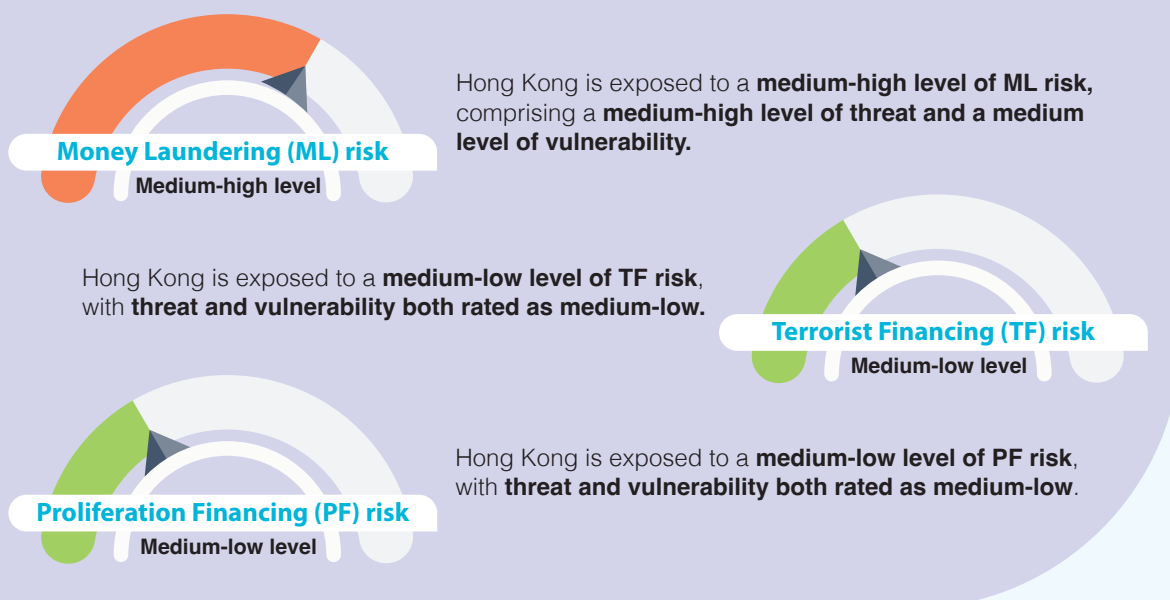 Money Laundering (ML) risk
Medium-high level
Hong Kong is exposed to a medium-high level of ML risk,
comprising a medium-high level of threat and a medium
level of vulnerability.
Hong Kong is exposed to a medium-low level of TF risk,
with threat and vulnerability both rated as medium-low.
Terrorist Financing (TF) risk
Medium-low level
Proliferation Financing (PF) risk
Medium-low level
Hong Kong is exposed to a medium-low level of PF risk,
with threat and vulnerability both rated as medium-low.